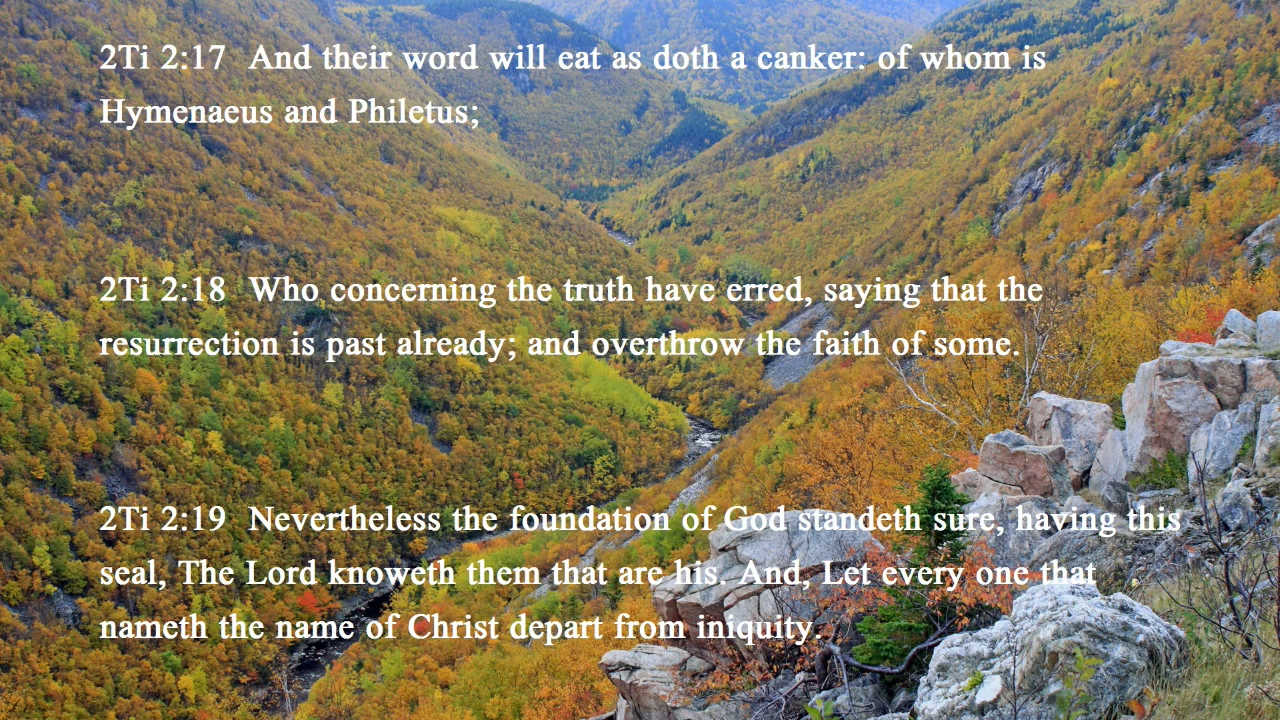 2Ti 2:17  And their word will eat as doth a canker: of whom is
Hymenaeus and Philetus;
2Ti 2:18  Who concerning the truth have erred, saying that the
resurrection is past already; and overthrow the faith of some.
2Ti 2:19  Nevertheless the foundation of God standeth sure, having this
seal, The Lord knoweth them that are his. And, Let every one that
nameth the name of Christ depart from iniquity.